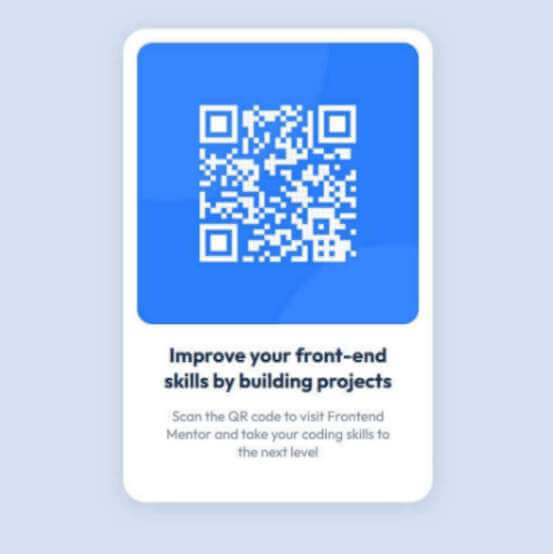 Improve your front-end
skills by building projects
Scan the QR code to visit Frontend
Mentor and take your coding skills to
the next level